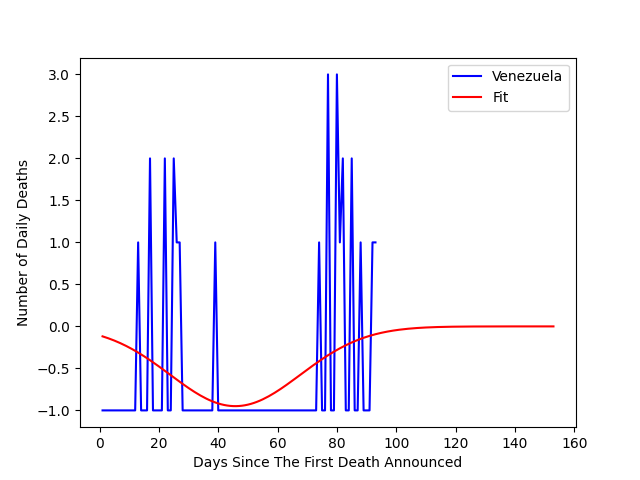 Venezuela
Fit
3.0
2.5
2.0
1.5
1.0
0.5
0.0
−0.5
−1.0
Number of Daily Deaths
0 20 40 60 80 100 120 140 160
Days Since The First Death Announced